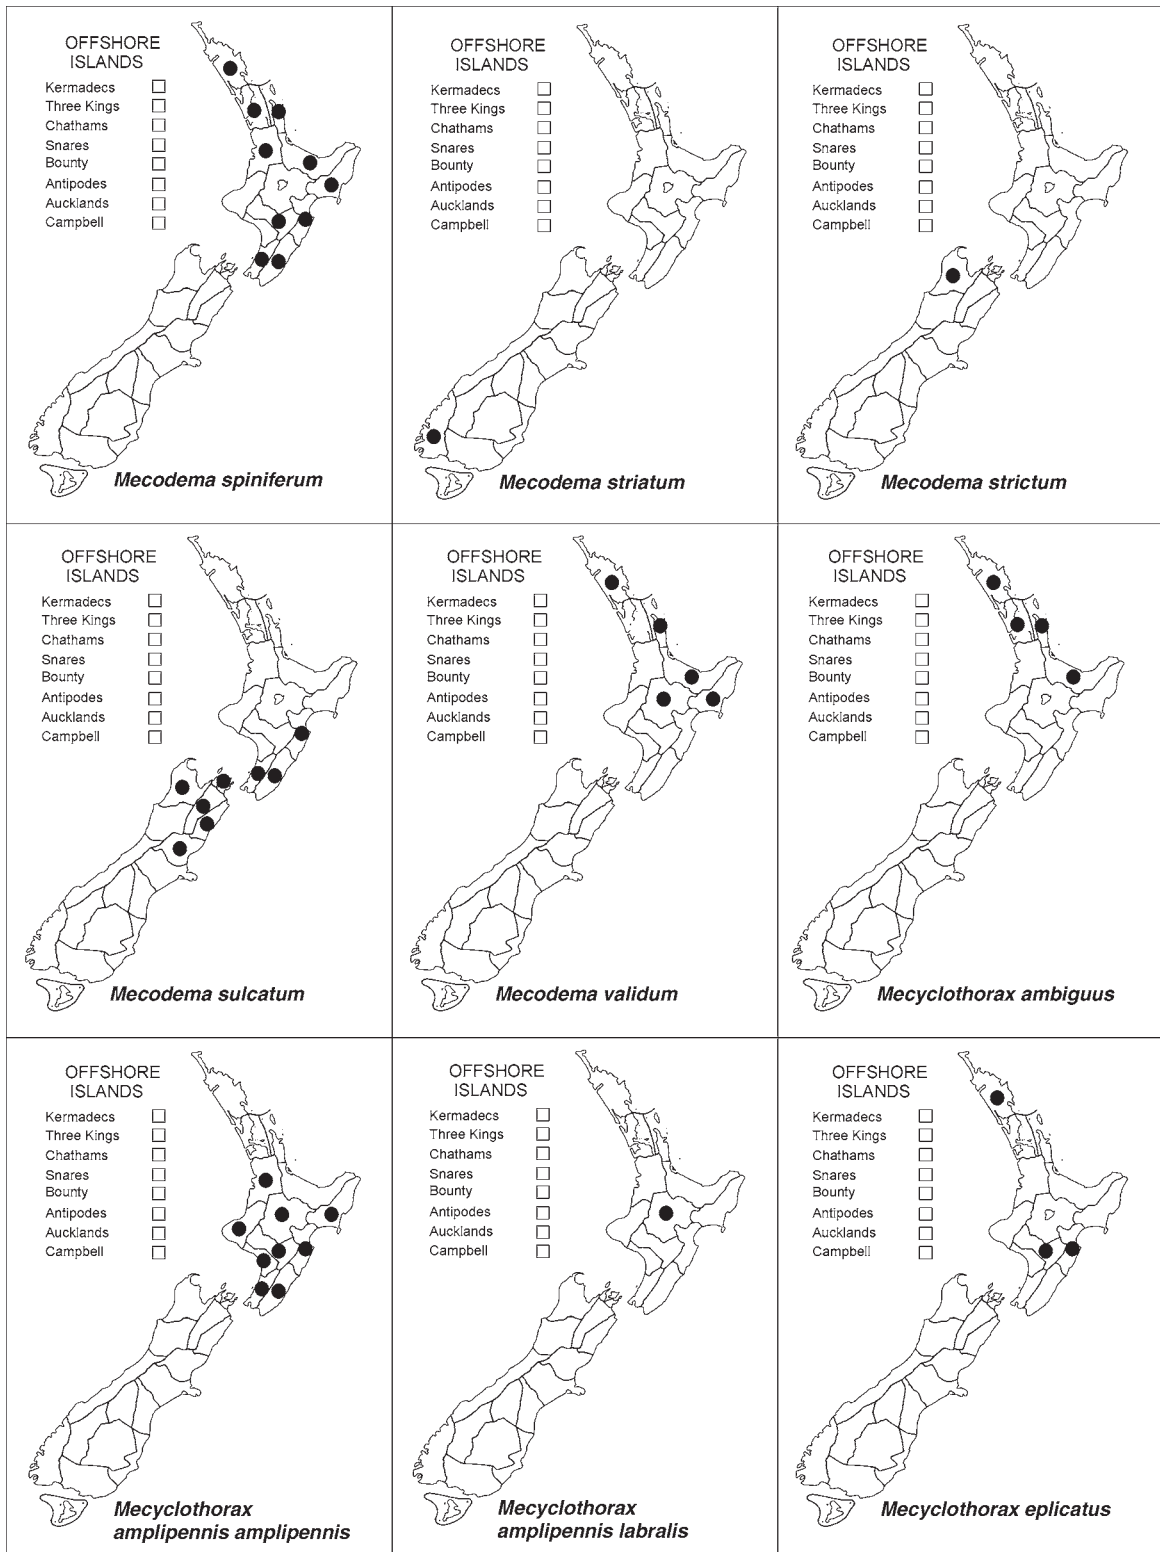 OFFSHORE
ISLANDS
Kermadecs
Three Kings
Chathams
Snares
Bounty
Antipodes
Aucklands
Campbell
Mecodema spiniferum
OFFSHORE
ISLANDS
Kermadecs
Three Kings
Chathams
Snares
Bounty
Antipodes
Aucklands
Campbell
Mecodema striatum
OFFSHORE
ISLANDS
Kermadecs
Three Kings
Chathams
Snares
Bounty
Antipodes
Aucklands
Campbell
Mecodema strictum
OFFSHORE
ISLANDS
Kermadecs
Three Kings
Chathams
Snares
Bounty
Antipodes
Aucklands
Campbell
Mecodema sulcatum
OFFSHORE
ISLANDS
Kermadecs
Three Kings
Chathams
Snares
Bounty
Antipodes
Aucklands
Campbell
Mecodema validum
OFFSHORE
ISLANDS
Kermadecs
Three Kings
Chathams
Snares
Bounty
Antipodes
Aucklands
Campbell
Mecyclothorax ambiguus
OFFSHORE
ISLANDS
Kermadecs
Three Kings
Chathams
Snares
Bounty
Antipodes
Aucklands
Campbell
Mecyclothorax
amplipennis amplipennis
OFFSHORE
ISLANDS
Kermadecs
Three Kings
Chathams
Snares
Bounty
Antipodes
Aucklands
Campbell
Mecyclothorax
amplipennis labralis
OFFSHORE
ISLANDS
Kermadecs
Three Kings
Chathams
Snares
Bounty
Antipodes
Aucklands
Campbell
Mecyclothorax eplicatus